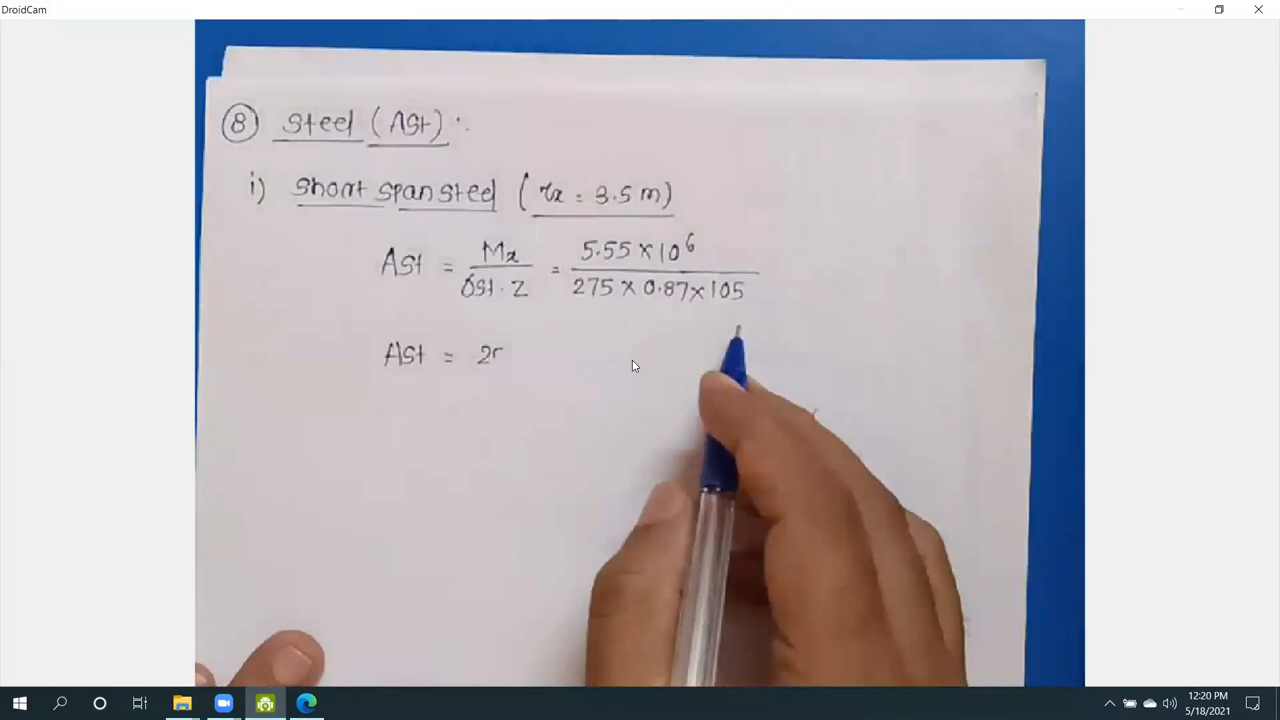 DroidCam
8 Steel (Ast):
i) Short span steel (lx = 3.5 m)
Ast = Mx / σst · Z = 5.55 × 10⁶ / 275 × 0.87 × 105
Ast = 2
12:20 PM
5/18/2021